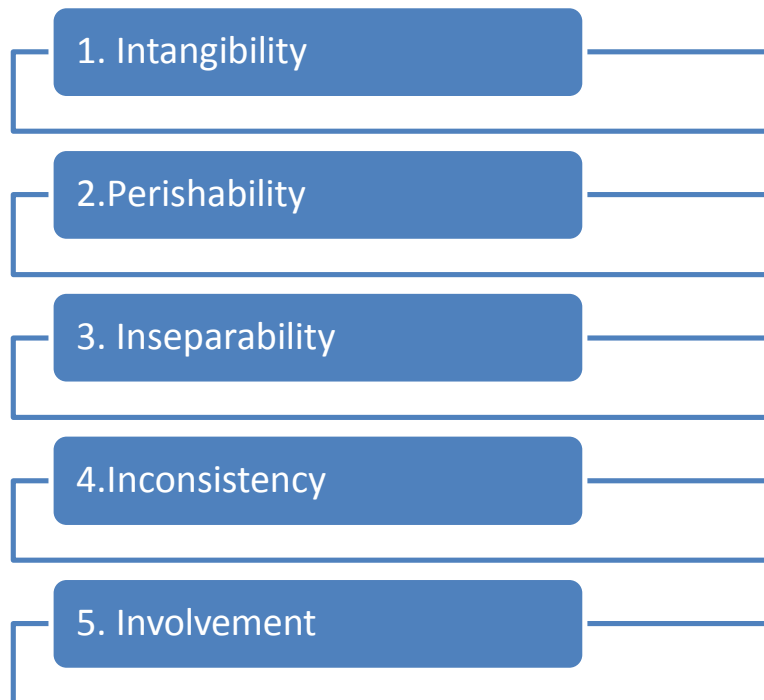 1. Intangibility
2.Perishability
3. Inseparability
4.Inconsistency
5. Involvement